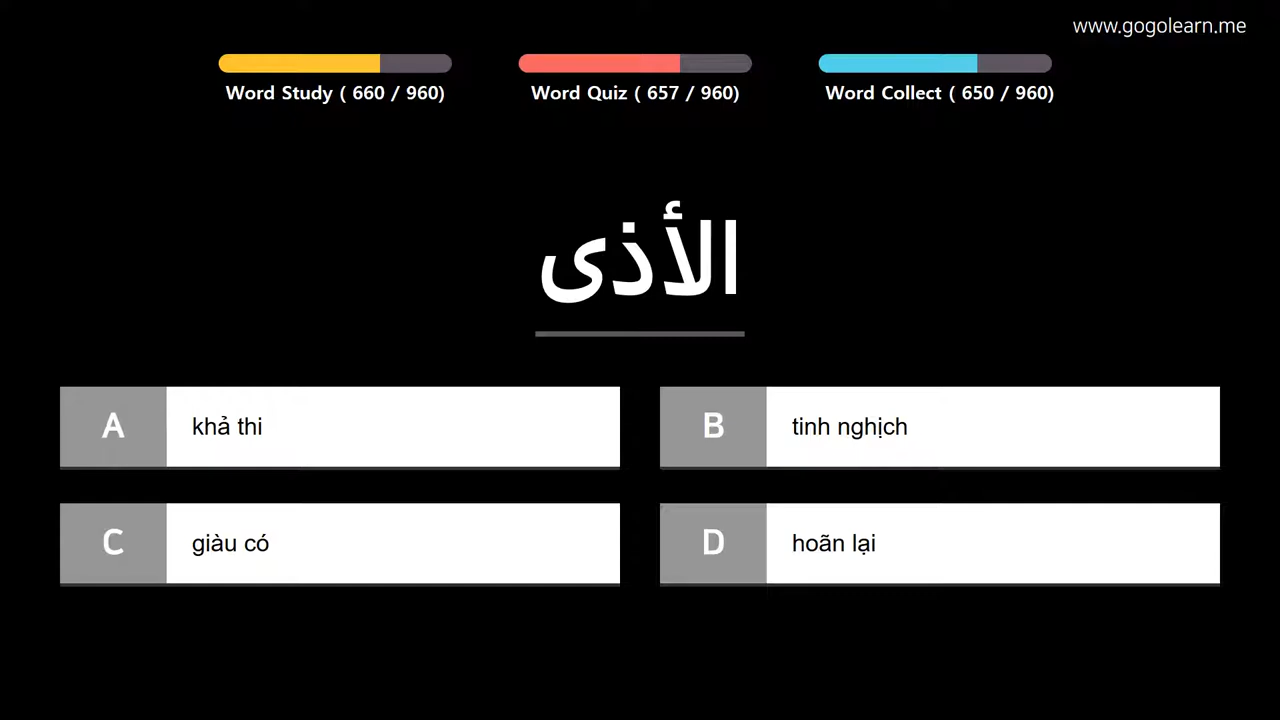 www.gogolearn.me
Word Study ( 660 / 960)
Word Quiz ( 657 / 960)
Word Collect ( 650 / 960)
الأذى
A khả thi
B tinh nghịch
C giàu có
D hoãn lại